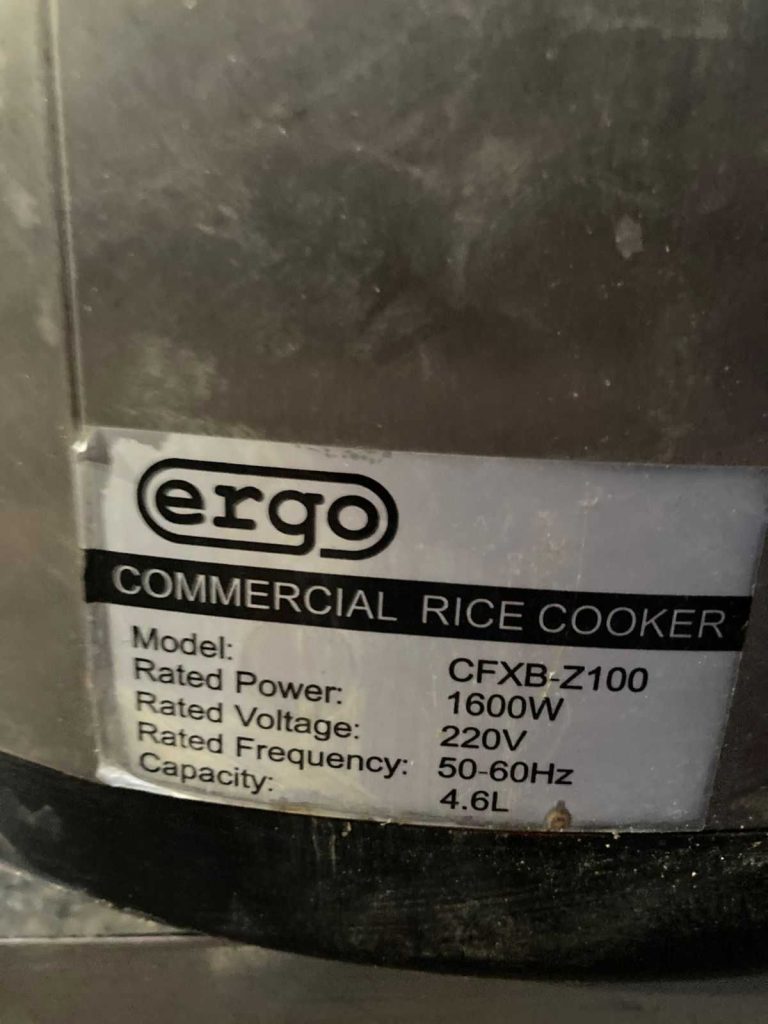 ergo
COMMERCIAL RICE COOKER
Model: CFXB-Z100
Rated Power: 1600W
Rated Voltage: 220V
Rated Frequency: 50-60Hz
Capacity: 4.6L